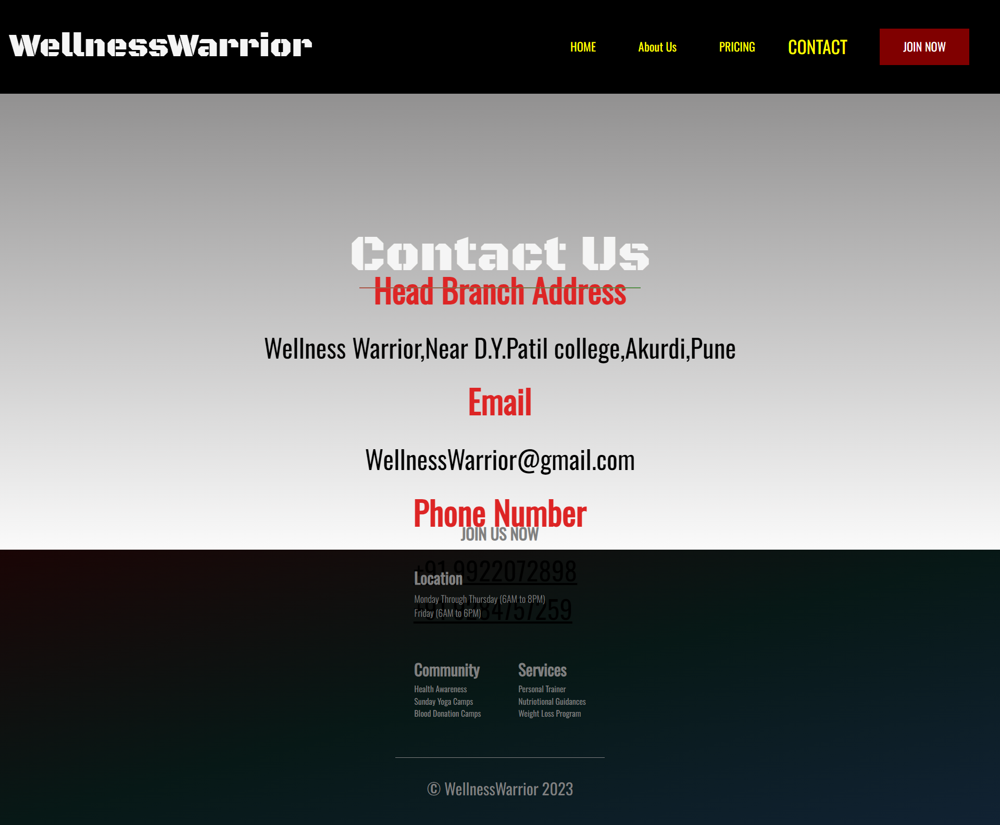 WellnessWarrior
HOME
About Us
PRICING
CONTACT
JOIN NOW
Contact Us
Head Branch Address
Wellness Warrior,Near D.Y.Patil college,Akurdi,Pune
Email
WellnessWarrior@gmail.com
Phone Number
JOIN US NOW
+91 9922072898
Location
Monday Through Thursday (6AM to 8PM)
+91 9284757259
Friday (6AM to 6PM)
Community
Health Awareness
Sunday Yoga Camps
Blood Donation Camps
Services
Personal Trainer
Nutriotional Guidances
Weight Loss Program
© WellnessWarrior 2023